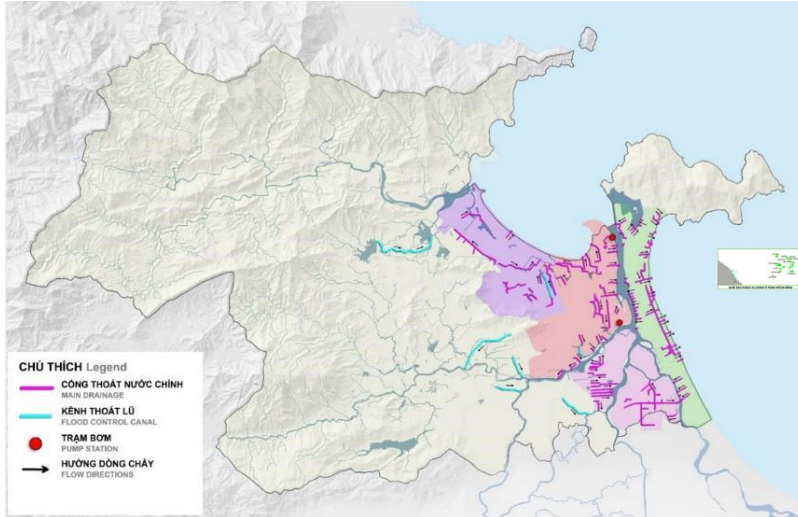 CHÚ THÍCH Legend
CỐNG THOÁT NƯỚC CHÍNH
MAIN DRAINAGE
KÊNH THOÁT LŨ
FLOOD CONTROL CANAL
TRẠM BƠM
PUMP STATION
HƯỚNG DÒNG CHẢY
FLOW DIRECTIONS